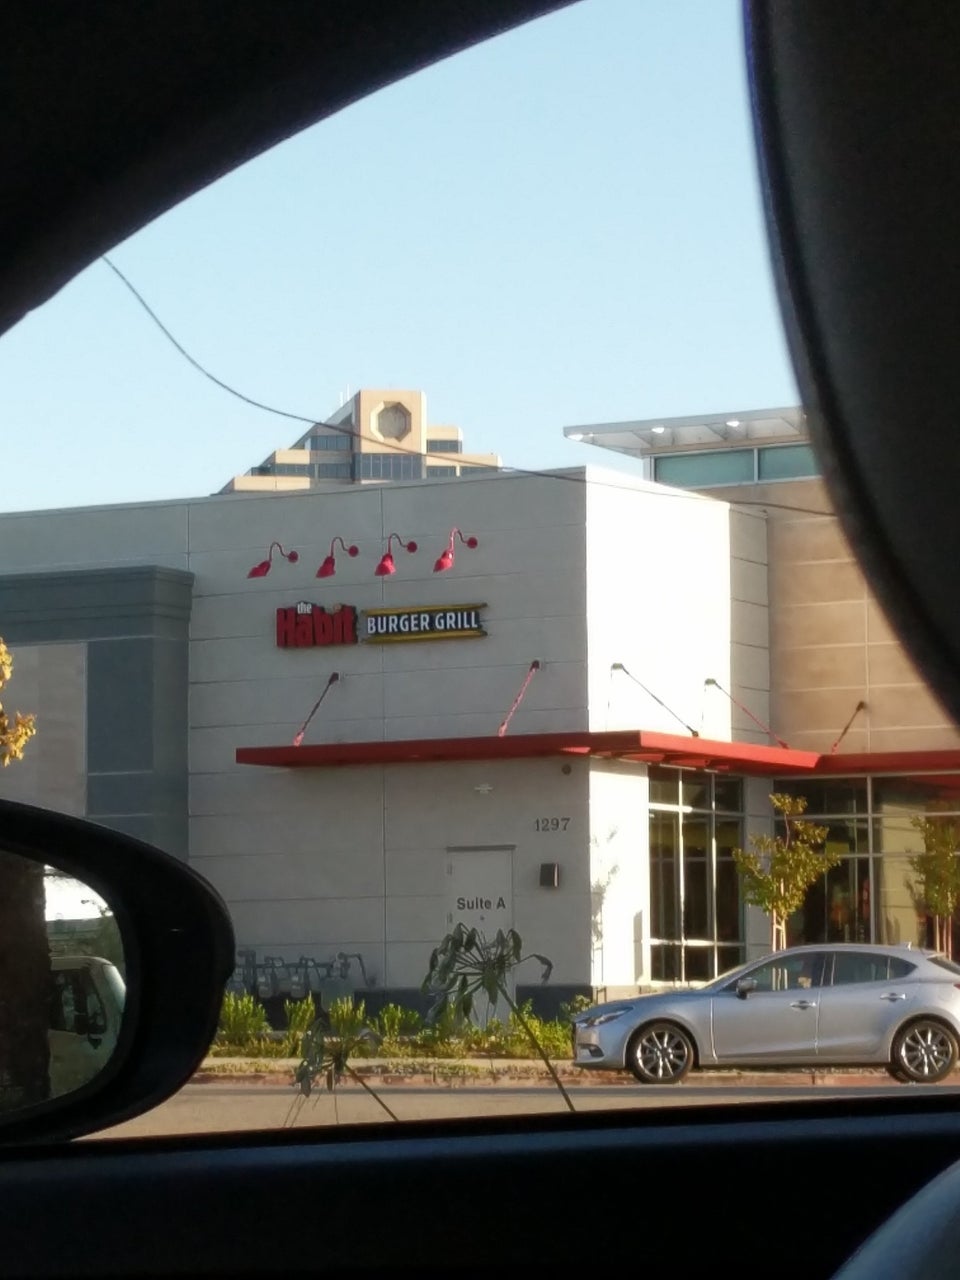 The Habit BURGER GRILL
1297
Suite A